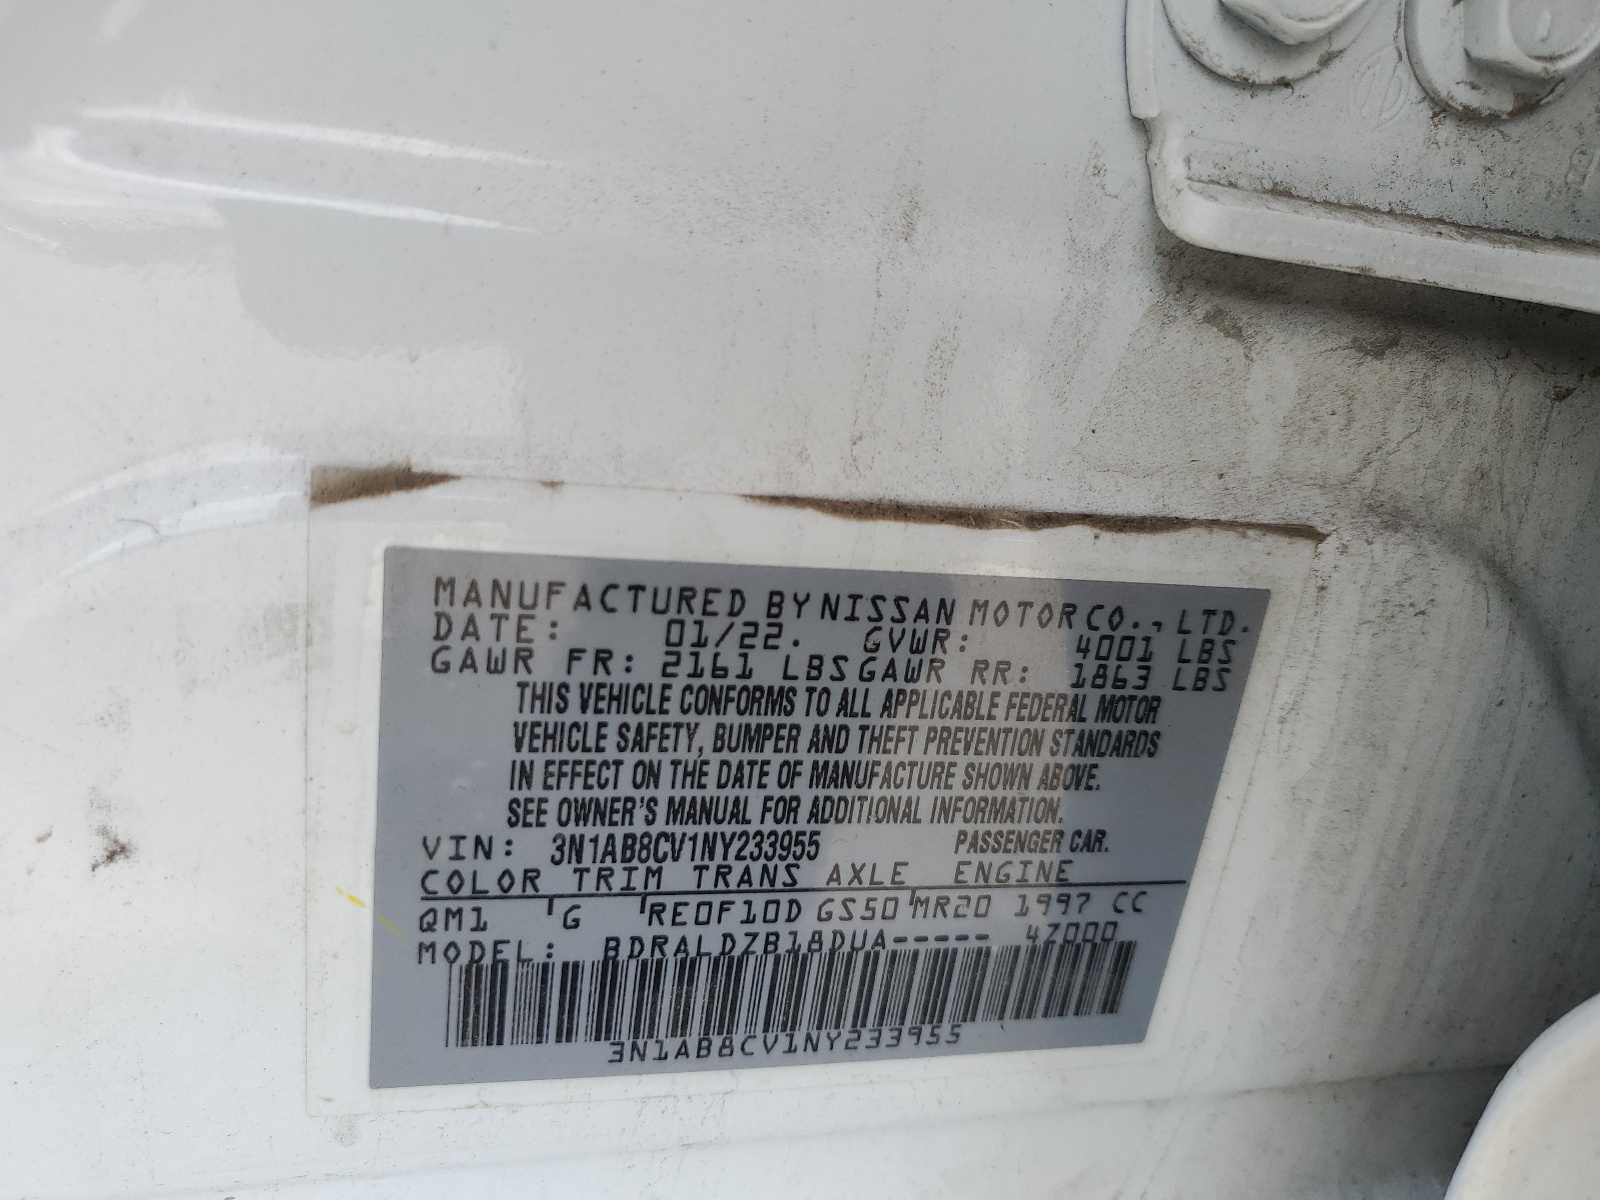 MANUFACTURED BY NISSAN MOTOR CO., LTD.
DATE: 01/22. GVWR: 4001 LBS
GAWR FR: 2161 LBS GAWR RR: 1863 LBS
THIS VEHICLE CONFORMS TO ALL APPLICABLE FEDERAL MOTOR
VEHICLE SAFETY, BUMPER AND THEFT PREVENTION STANDARDS
IN EFFECT ON THE DATE OF MANUFACTURE SHOWN ABOVE.
SEE OWNER'S MANUAL FOR ADDITIONAL INFORMATION.
VIN: 3N1AB8CV1NY233955 PASSENGER CAR.
COLOR TRIM TRANS AXLE ENGINE
QM1 G RE0F10D GS50 MR20 1997 CC
MODEL: BDRALDZB18DUA----- 4Z000
3N1AB8CV1NY233955